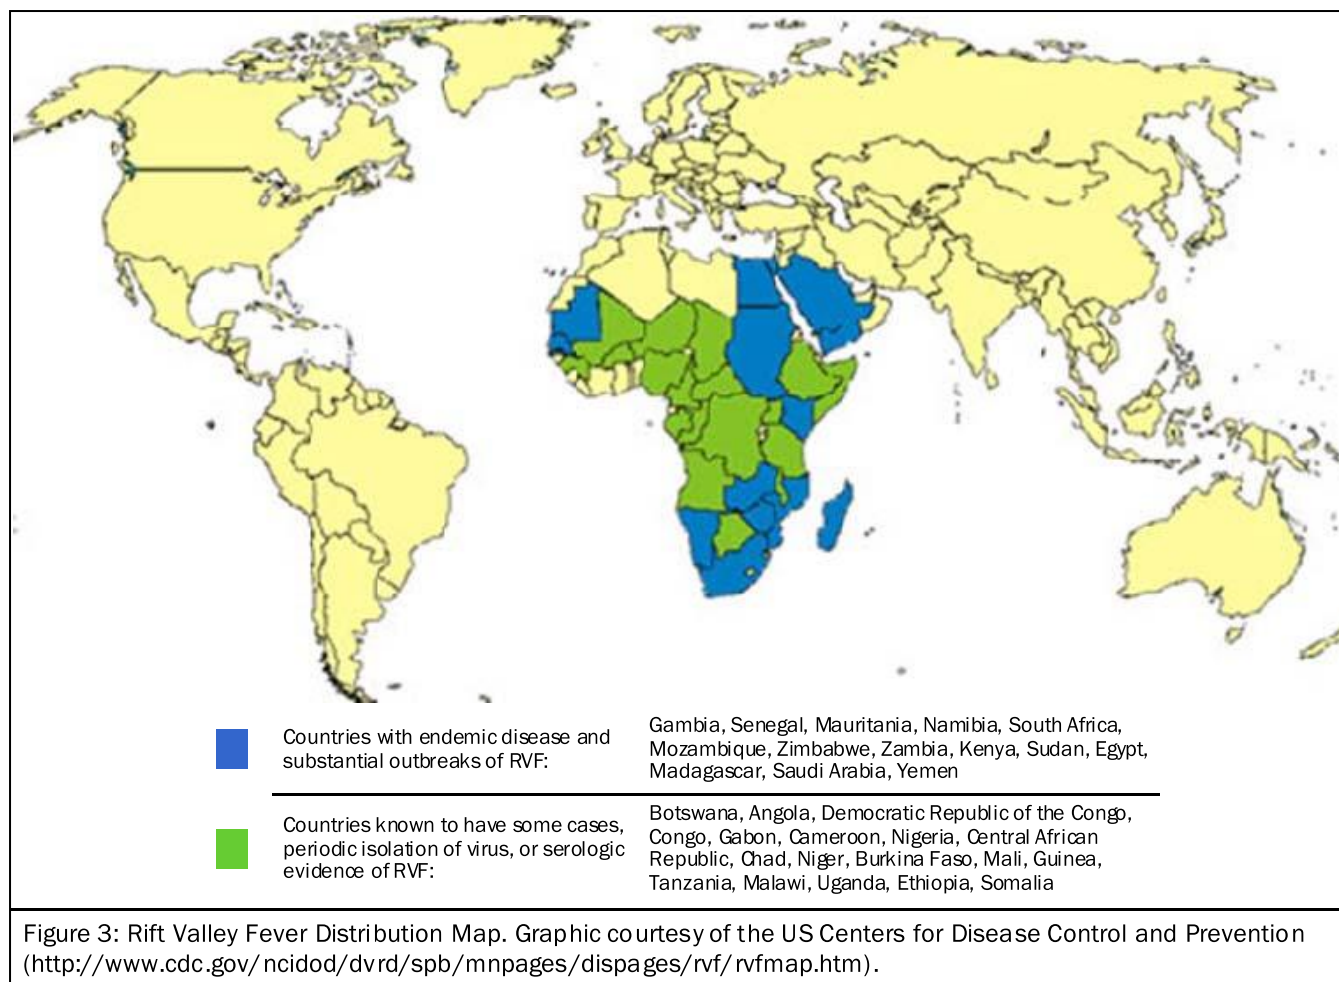 Countries with endemic disease and
substantial outbreaks of RVF:
Gambia, Senegal, Mauritania, Namibia, South Africa,
Mozambique, Zimbabwe, Zambia, Kenya, Sudan, Egypt,
Madagascar, Saudi Arabia, Yemen
Countries known to have some cases,
periodic isolation of virus, or serologic
evidence of RVF:
Botswana, Angola, Democratic Republic of the Congo,
Congo, Gabon, Cameroon, Nigeria, Central African
Republic, Chad, Niger, Burkina Faso, Mali, Guinea,
Tanzania, Malawi, Uganda, Ethiopia, Somalia
Figure 3: Rift Valley Fever Distribution Map. Graphic courtesy of the US Centers for Disease Control and Prevention
(http://www.cdc.gov/ncidod/dvrd/spb/mnpages/dispages/rvf/rvfmap.htm).